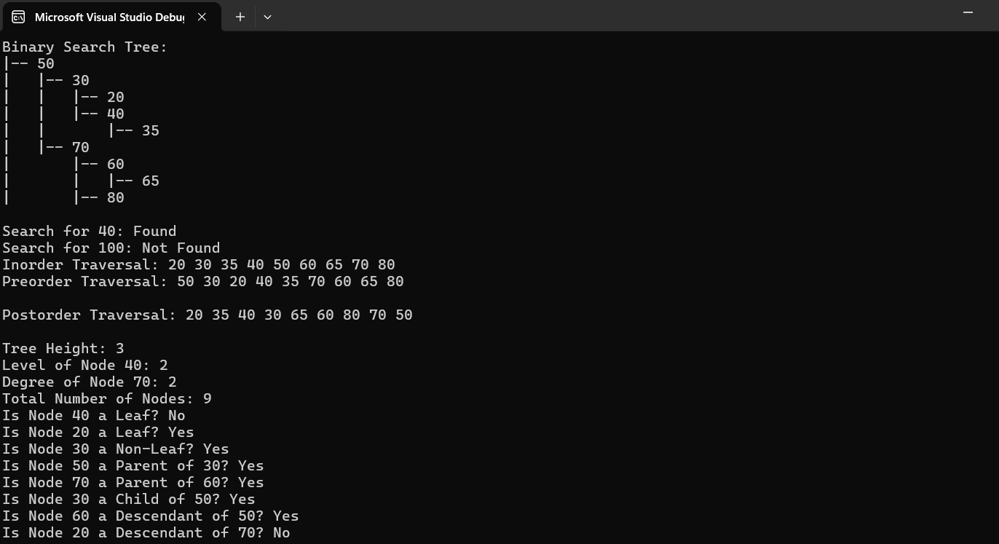 Microsoft Visual Studio Debu
Binary Search Tree:
|-- 50
|   |-- 30
|   |   |-- 20
|   |   |-- 40
|   |       |-- 35
|   |-- 70
|       |-- 60
|       |   |-- 65
|       |-- 80

Search for 40: Found
Search for 100: Not Found
Inorder Traversal: 20 30 35 40 50 60 65 70 80
Preorder Traversal: 50 30 20 40 35 70 60 65 80

Postorder Traversal: 20 35 40 30 65 60 80 70 50

Tree Height: 3
Level of Node 40: 2
Degree of Node 70: 2
Total Number of Nodes: 9
Is Node 40 a Leaf? No
Is Node 20 a Leaf? Yes
Is Node 30 a Non-Leaf? Yes
Is Node 50 a Parent of 30? Yes
Is Node 70 a Parent of 60? Yes
Is Node 30 a Child of 50? Yes
Is Node 60 a Descendant of 50? Yes
Is Node 20 a Descendant of 70? No